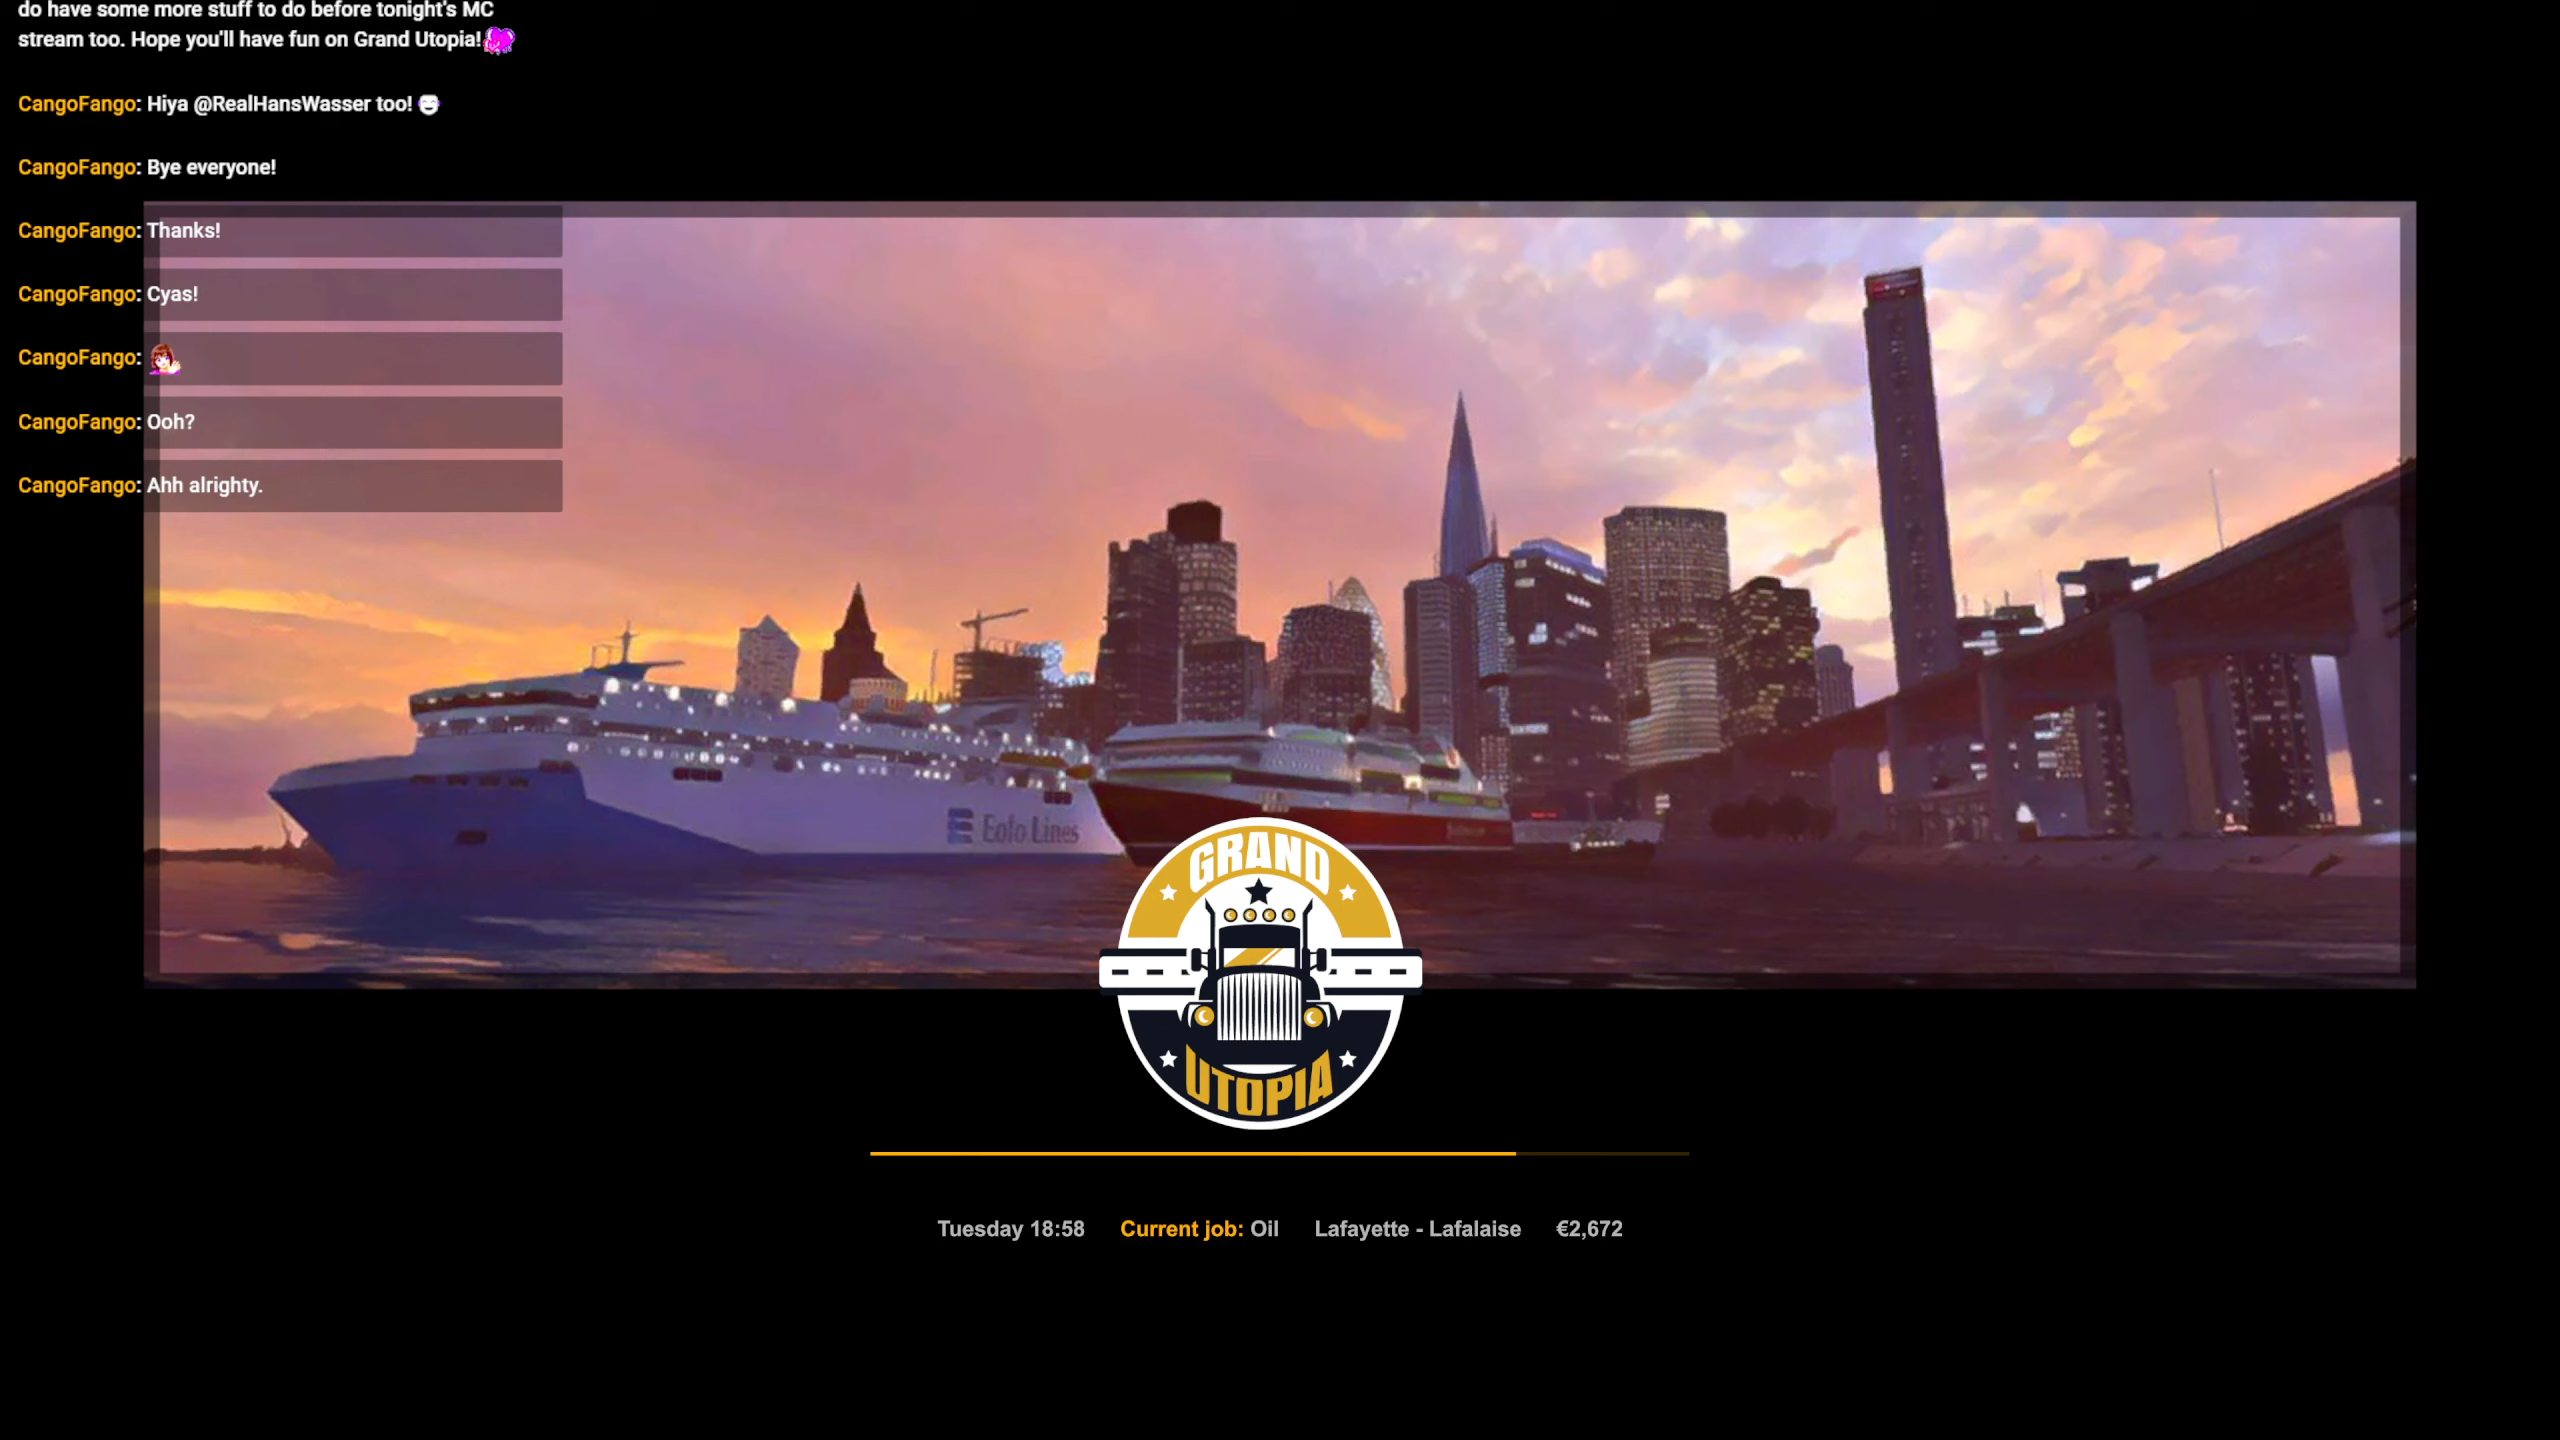 do have some more stuff to do before tonight's MC
stream too. Hope you'll have fun on Grand Utopia!
CangoFango: Hiya @RealHansWasser too!
CangoFango: Bye everyone!
CangoFango: Thanks!
CangoFango: Cyas!
CangoFango:
CangoFango: Ooh?
CangoFango: Ahh alrighty.
Eolo Lines
GRAND
UTOPIA
Tuesday 18:58 Current job: Oil Lafayette - Lafalaise €2,672